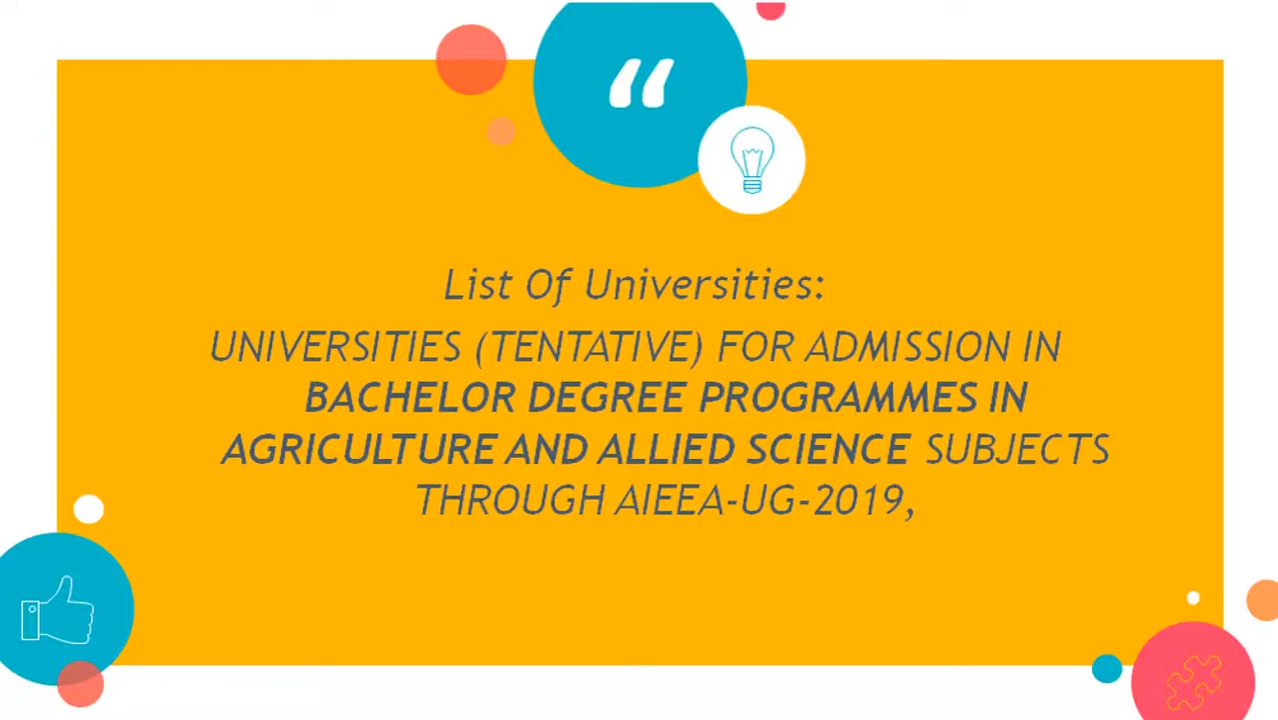 “
List Of Universities:
UNIVERSITIES (TENTATIVE) FOR ADMISSION IN
BACHELOR DEGREE PROGRAMMES IN
AGRICULTURE AND ALLIED SCIENCE SUBJECTS
THROUGH AIEEA-UG-2019,